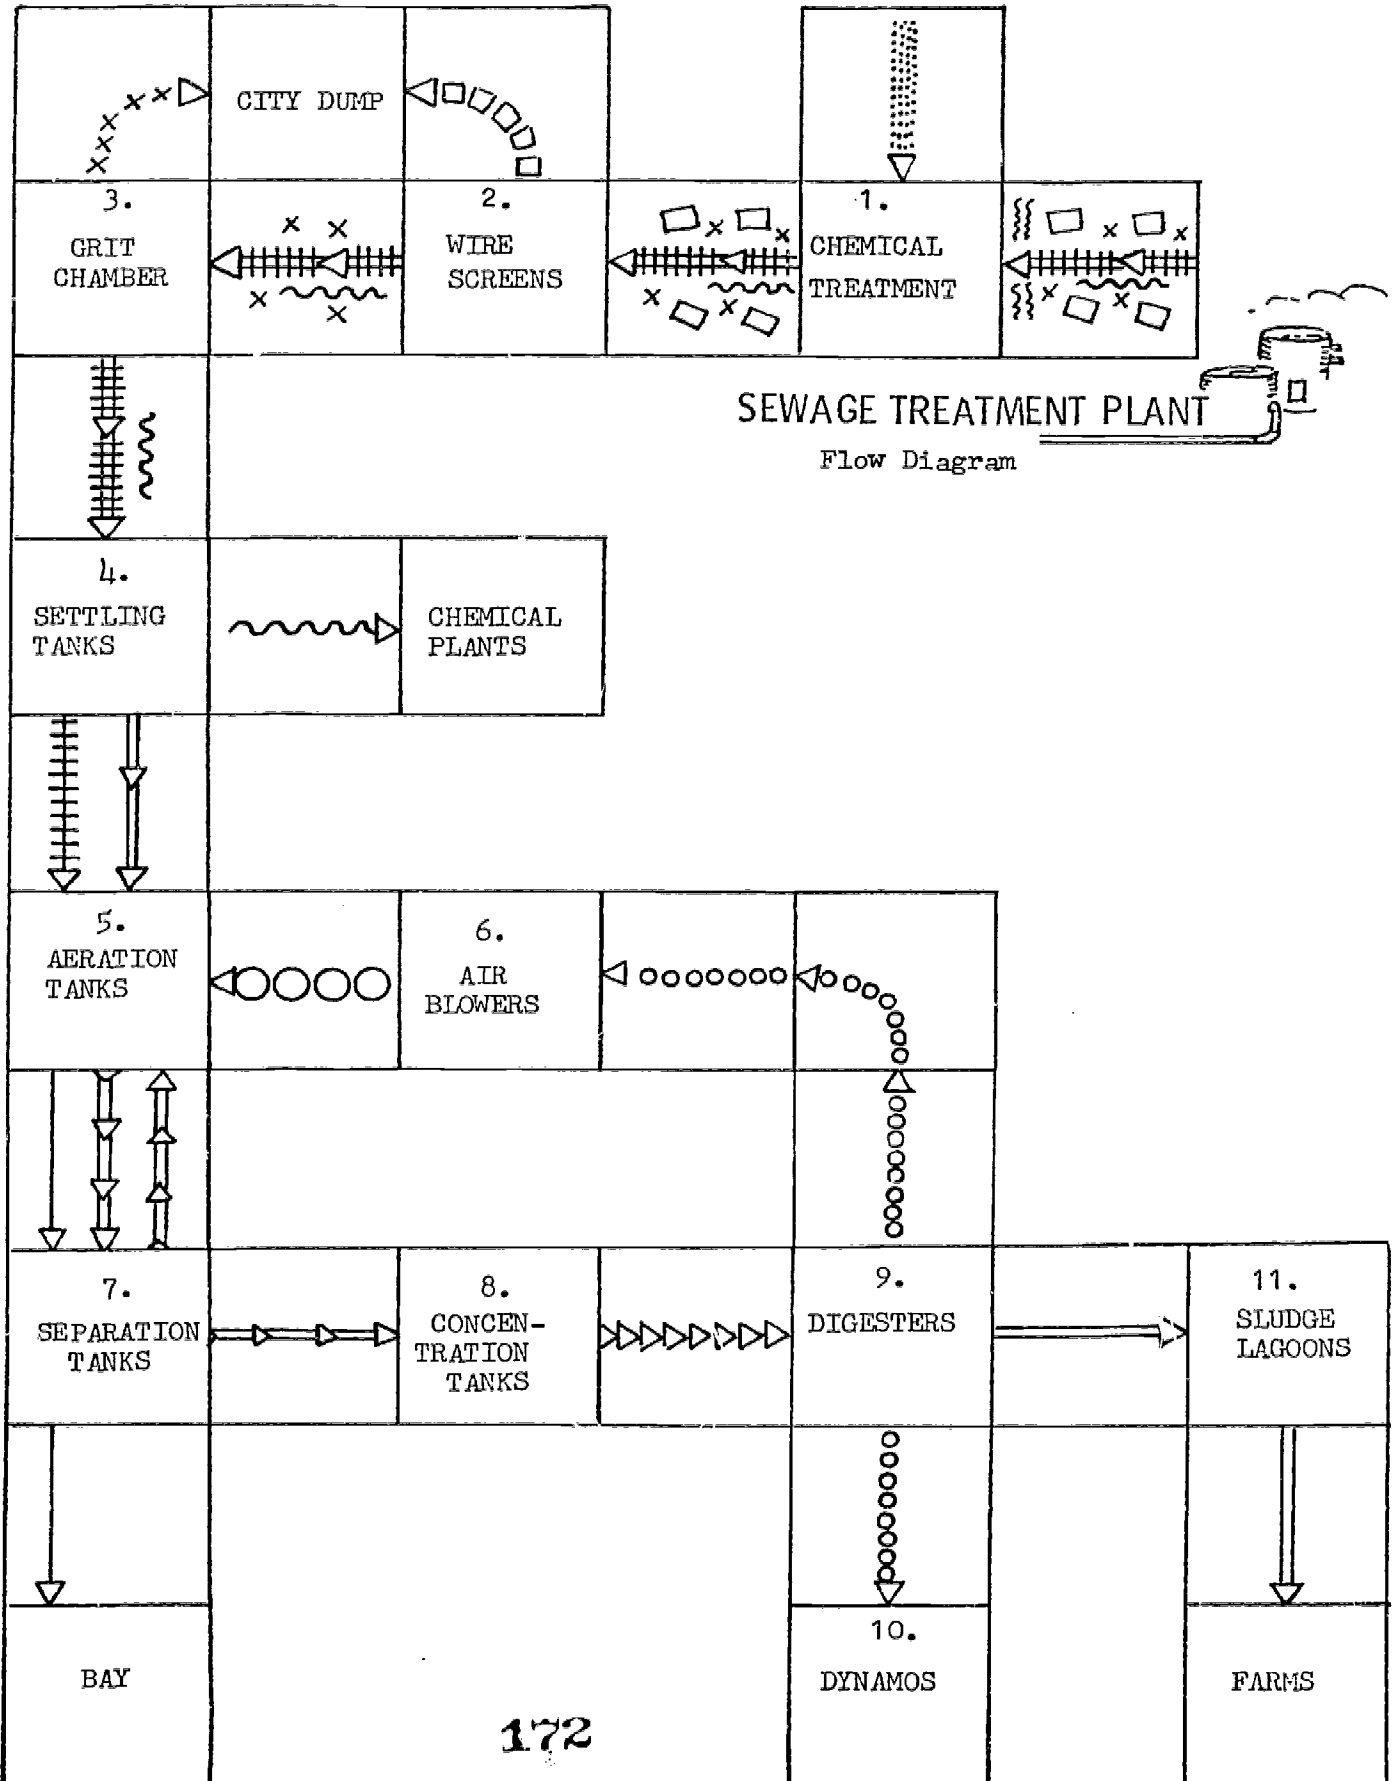 CITY DUMP
3.
GRIT
CHAMBER
2.
WIRE
SCREENS
1.
CHEMICAL
TREATMENT
SEWAGE TREATMENT PLANT
Flow Diagram
4.
SETTLING
TANKS
CHEMICAL
PLANTS
5.
AERATION
TANKS
6.
AIR
BLOWERS
7.
SEPARATION
TANKS
8.
CONCEN-
TRATION
TANKS
9.
DIGESTERS
11.
SLUDGE
LAGOONS
BAY
10.
DYNAMOS
FARMS
172